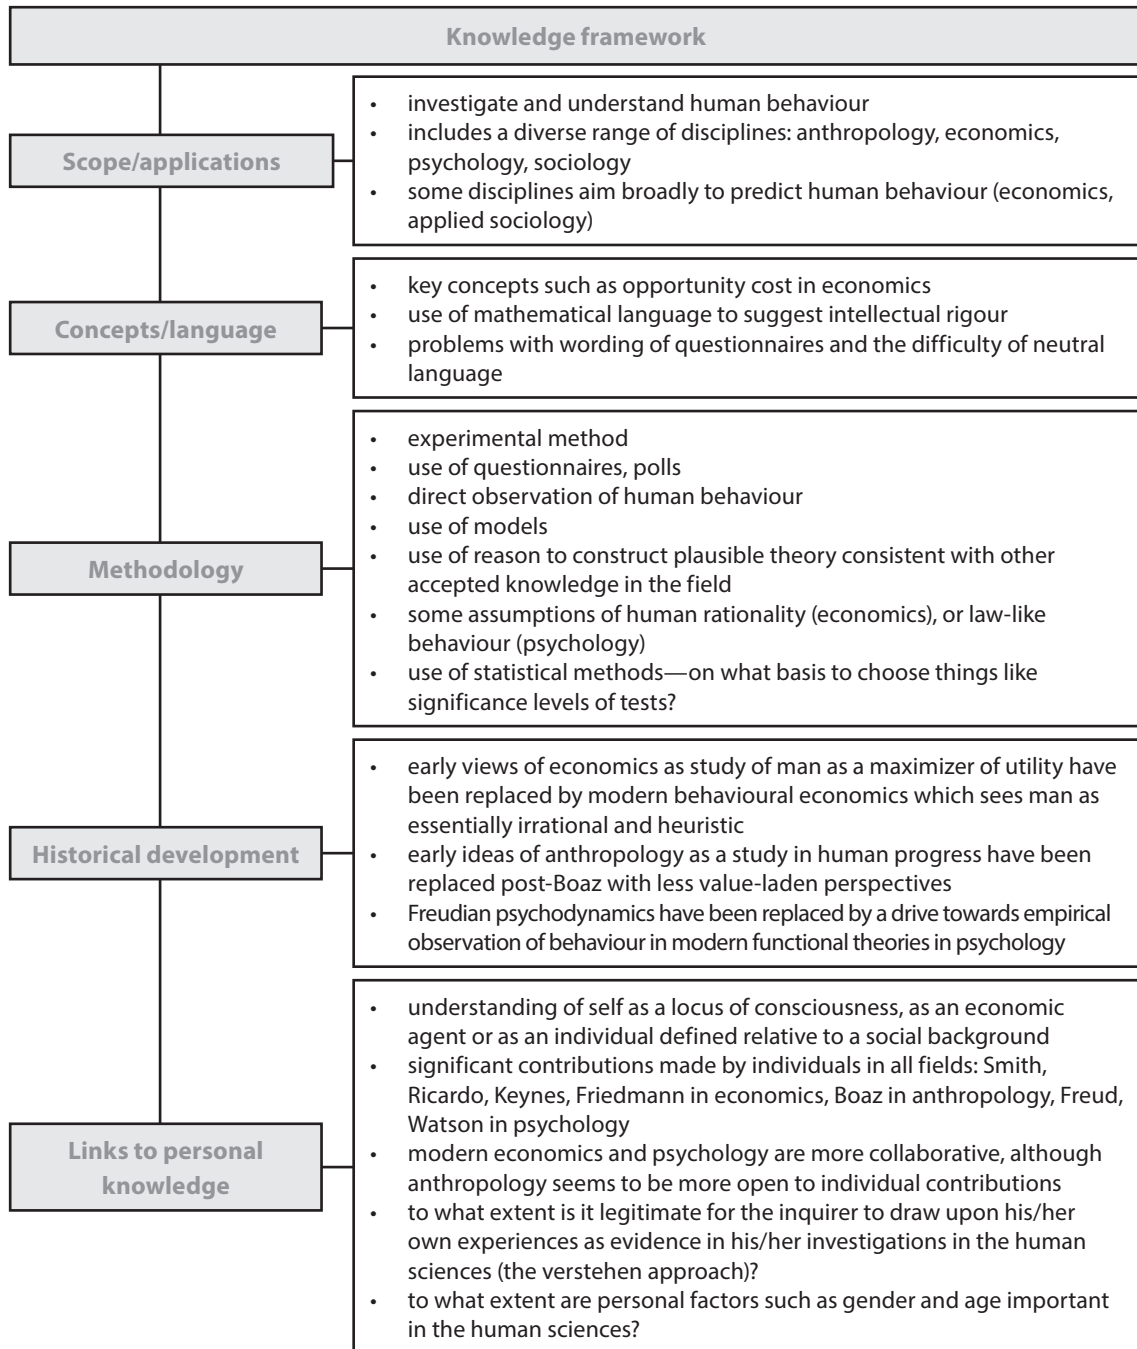 Knowledge framework
Scope/applications
• investigate and understand human behaviour
• includes a diverse range of disciplines: anthropology, economics,
psychology, sociology
• some disciplines aim broadly to predict human behaviour (economics,
applied sociology)
Concepts/language
• key concepts such as opportunity cost in economics
• use of mathematical language to suggest intellectual rigour
• problems with wording of questionnaires and the difficulty of neutral
language
Methodology
• experimental method
• use of questionnaires, polls
• direct observation of human behaviour
• use of models
• use of reason to construct plausible theory consistent with other
accepted knowledge in the field
• some assumptions of human rationality (economics), or law-like
behaviour (psychology)
• use of statistical methods—on what basis to choose things like
significance levels of tests?
Historical development
• early views of economics as study of man as a maximizer of utility have
been replaced by modern behavioural economics which sees man as
essentially irrational and heuristic
• early ideas of anthropology as a study in human progress have been
replaced post-Boaz with less value-laden perspectives
• Freudian psychodynamics have been replaced by a drive towards empirical
observation of behaviour in modern functional theories in psychology
Links to personal
knowledge
• understanding of self as a locus of consciousness, as an economic
agent or as an individual defined relative to a social background
• significant contributions made by individuals in all fields: Smith,
Ricardo, Keynes, Friedmann in economics, Boaz in anthropology, Freud,
Watson in psychology
• modern economics and psychology are more collaborative, although
anthropology seems to be more open to individual contributions
• to what extent is it legitimate for the inquirer to draw upon his/her
own experiences as evidence in his/her investigations in the human
sciences (the verstehen approach)?
• to what extent are personal factors such as gender and age important
in the human sciences?